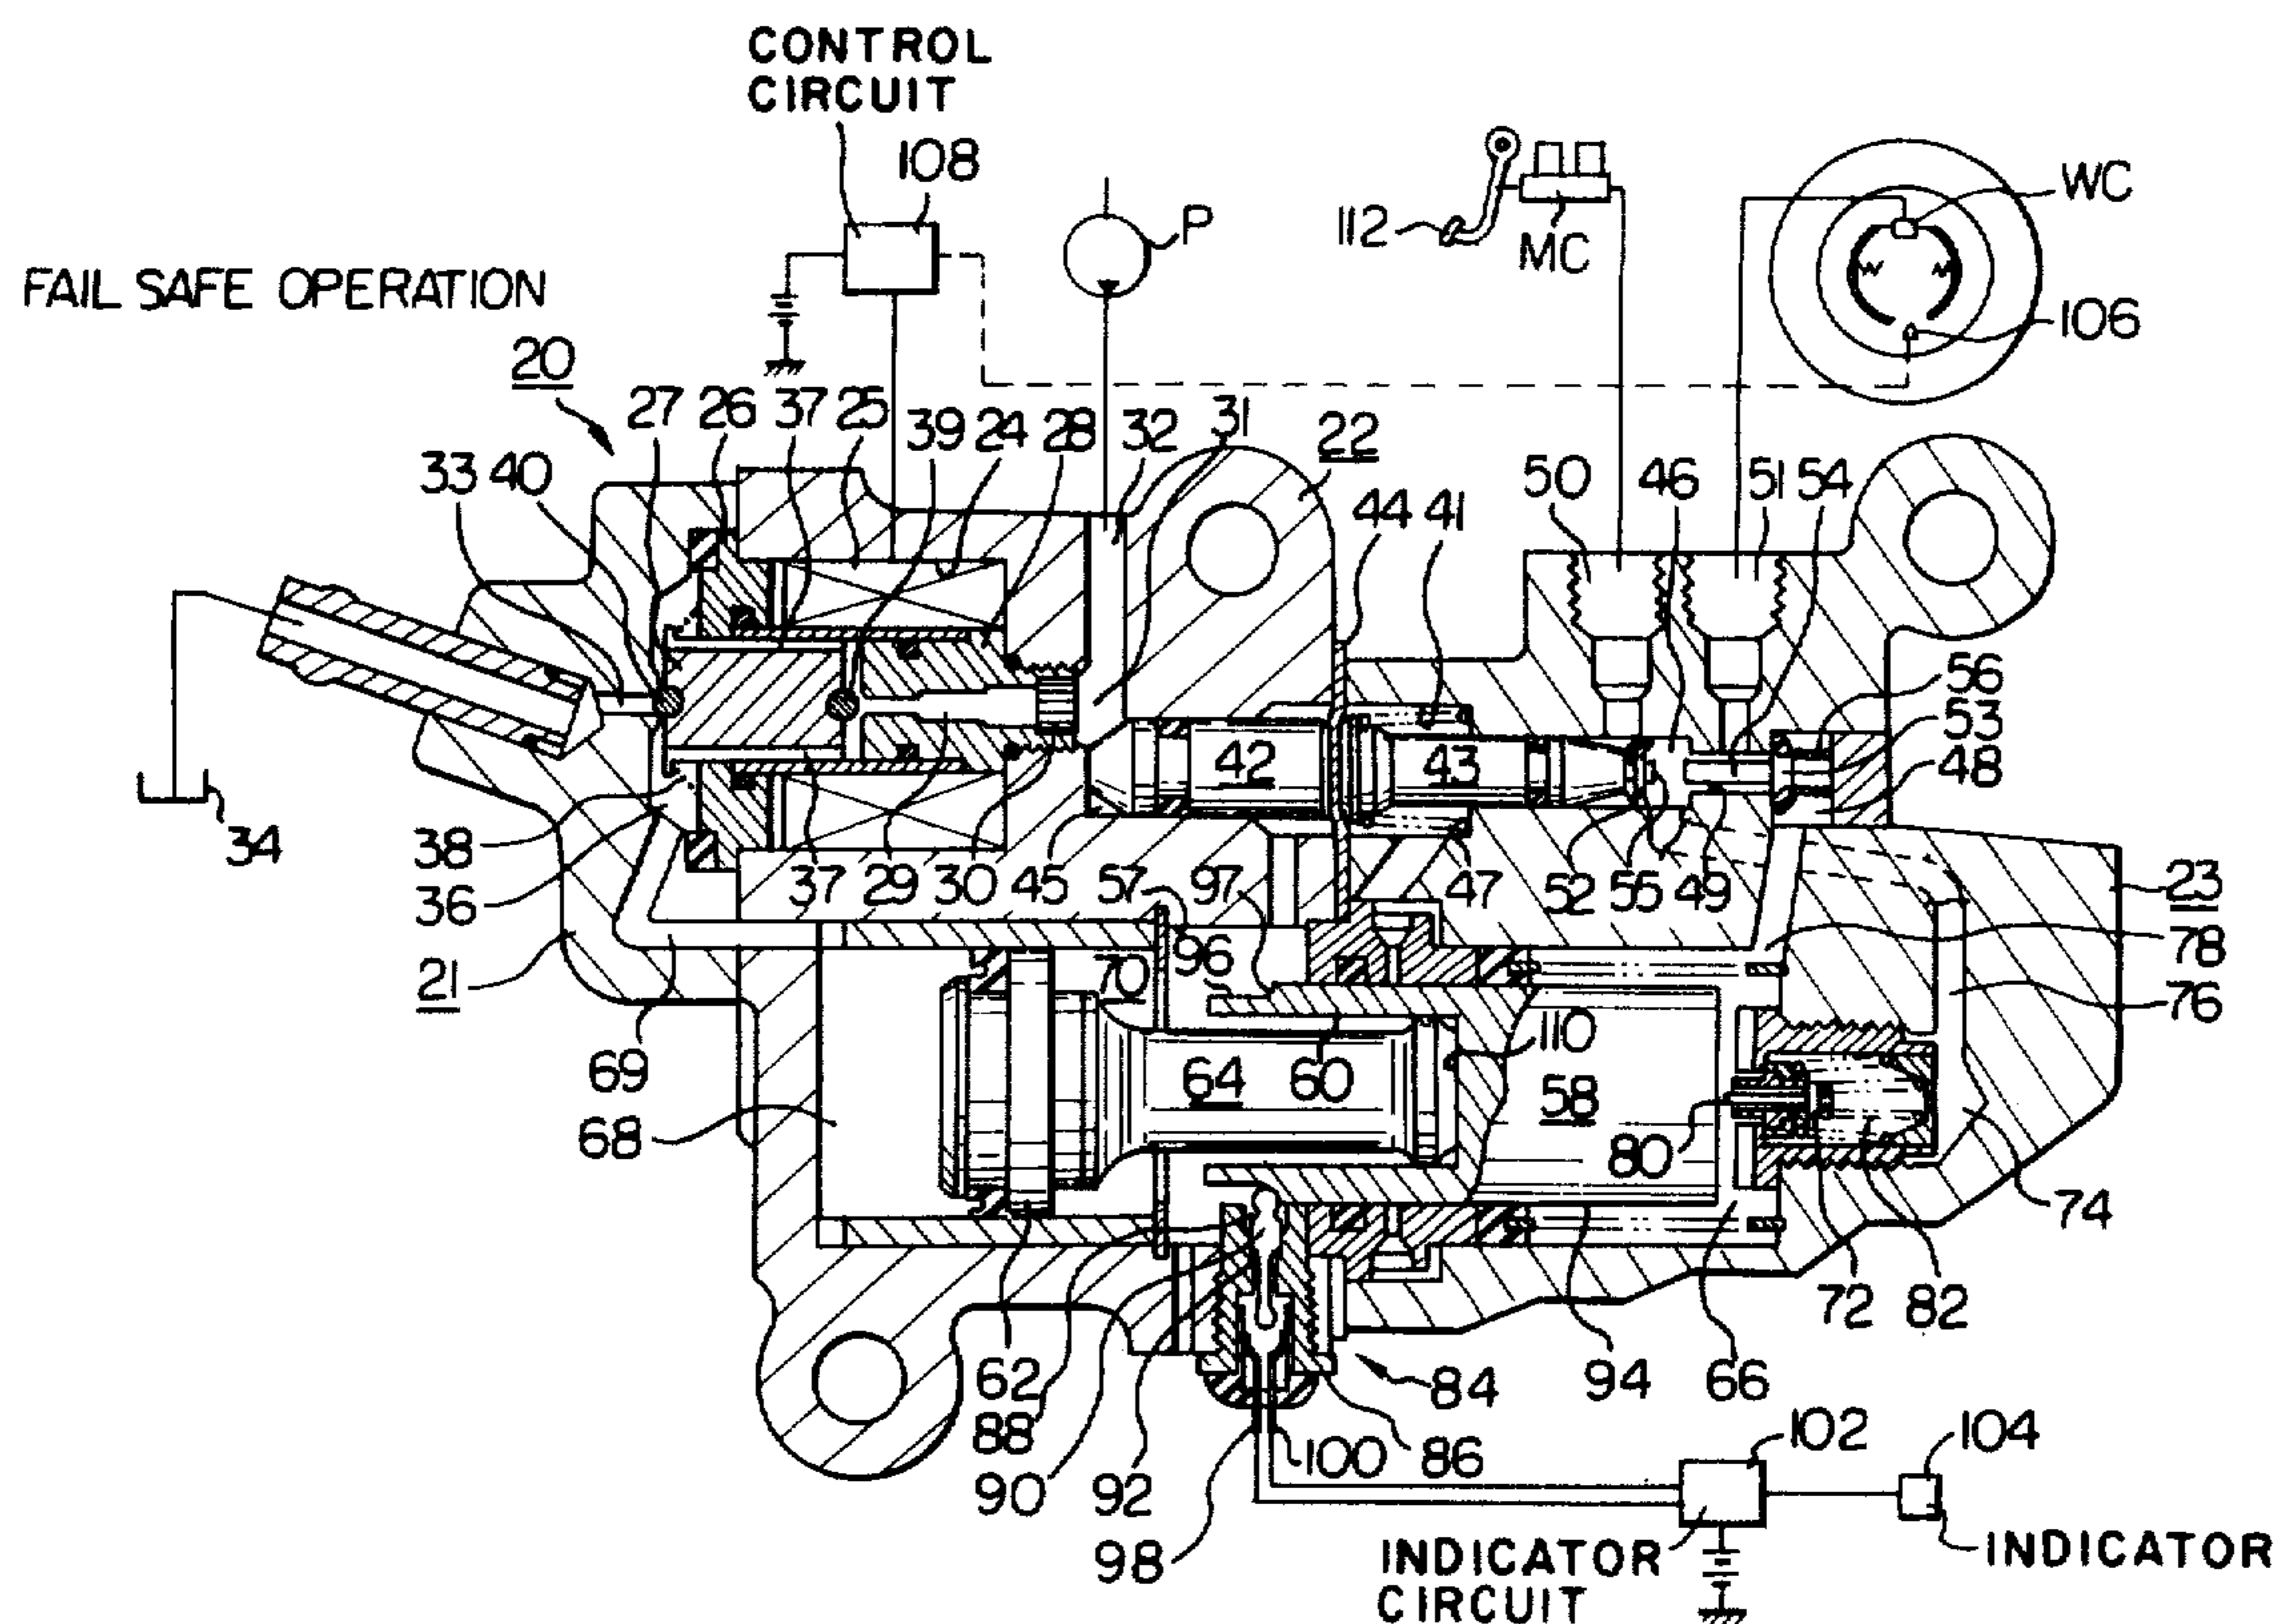 CONTROL
CIRCUIT
108
P
112
MC
WC
106
FAIL SAFE OPERATION
20
27 26 37 25 39 24 28 31 32 22
33 40
44 41 50 46 51 54
56
53
48
34
38
36
37 29 30 45 57 97 47 52 55 49 23
96
78
76
21
70
110
69
64 60 58
68
80
74
72 82
62
88
84 94 66
90 92
98 100 86
102 104
INDICATOR
CIRCUIT
INDICATOR